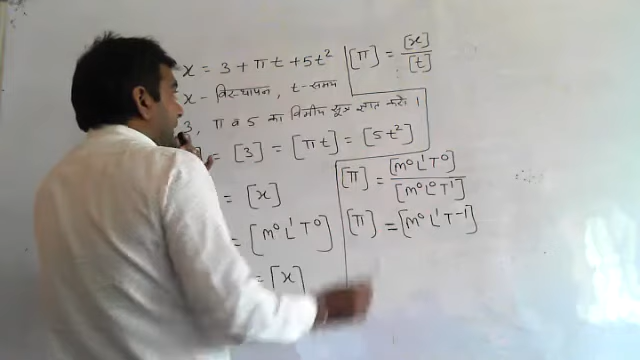 x = 3 + πt + 5t²
x - विस्थापन, t - समय
3, π व 5 का विमीय सूत्र ज्ञात करो।
= [3] = [πt] = [5t²]
= [x]
= [M⁰L¹T⁰]
= [x]
[π] = [x] / [t]
[π] = [M⁰L¹T⁰] / [M⁰L⁰T¹]
[π] = [M⁰L¹T⁻¹]